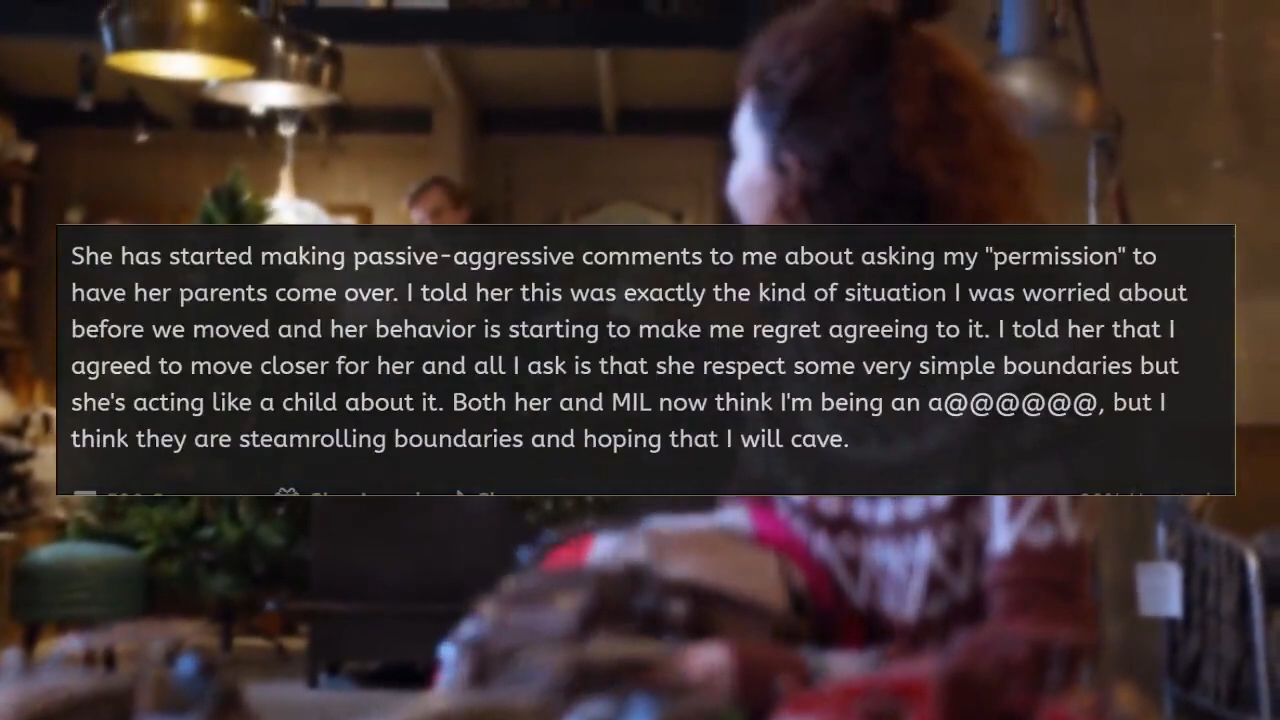 She has started making passive-aggressive comments to me about asking my "permission" to
have her parents come over. I told her this was exactly the kind of situation I was worried about
before we moved and her behavior is starting to make me regret agreeing to it. I told her that I
agreed to move closer for her and all I ask is that she respect some very simple boundaries but
she's acting like a child about it. Both her and MIL now think I'm being an a@@@@@@, but I
think they are steamrolling boundaries and hoping that I will cave.